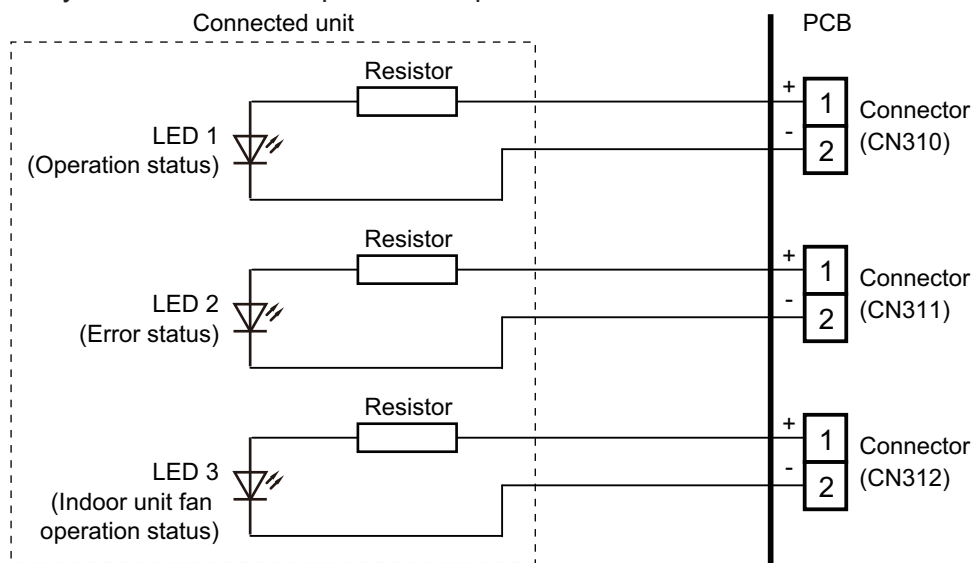 Connected unit
PCB
Resistor
LED 1
(Operation status)
+
1
-
2
Connector
(CN310)
Resistor
LED 2
(Error status)
+
1
-
2
Connector
(CN311)
Resistor
LED 3
(Indoor unit fan
operation status)
+
1
-
2
Connector
(CN312)